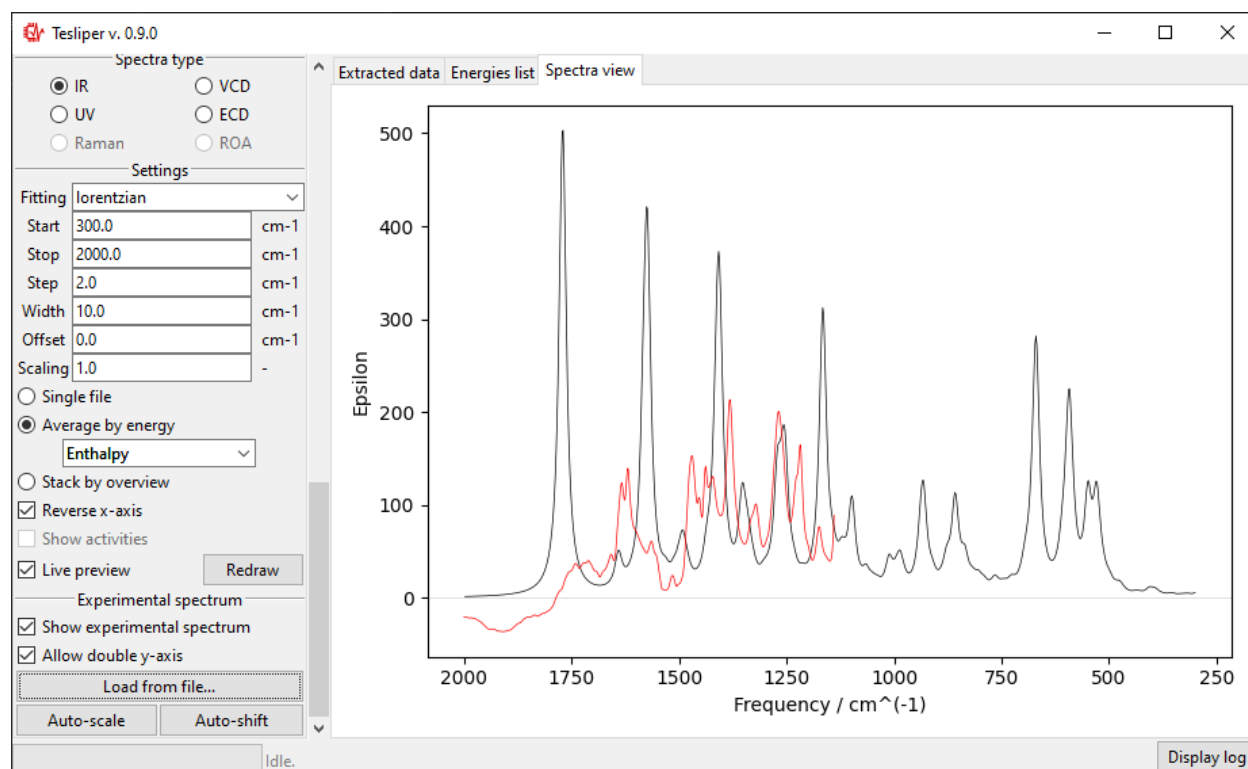 Tesliper v. 0.9.0
Spectra type
IR VCD
UV ECD
Raman ROA
Settings
Fitting lorentzian
Start 300.0 cm-1
Stop 2000.0 cm-1
Step 2.0 cm-1
Width 10.0 cm-1
Offset 0.0 cm-1
Scaling 1.0 -
Single file
Average by energy
Enthalpy
Stack by overview
Reverse x-axis
Show activities
Live preview Redraw
Experimental spectrum
Show experimental spectrum
Allow double y-axis
Load from file...
Auto-scale Auto-shift
Idle.
Extracted data Energies list Spectra view
500
400
300
200
100
0
Epsilon
2000 1750 1500 1250 1000 750 500 250
Frequency / cm^(-1)
Display log